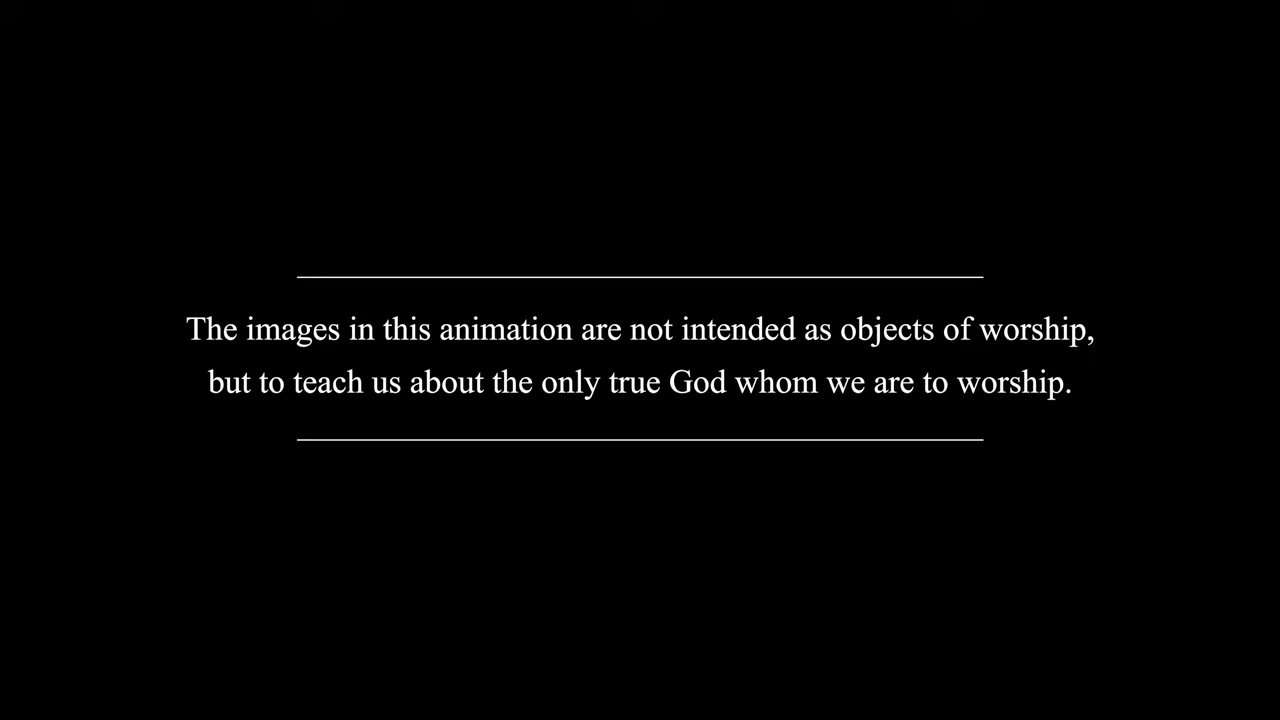 The images in this animation are not intended as objects of worship,
but to teach us about the only true God whom we are to worship.